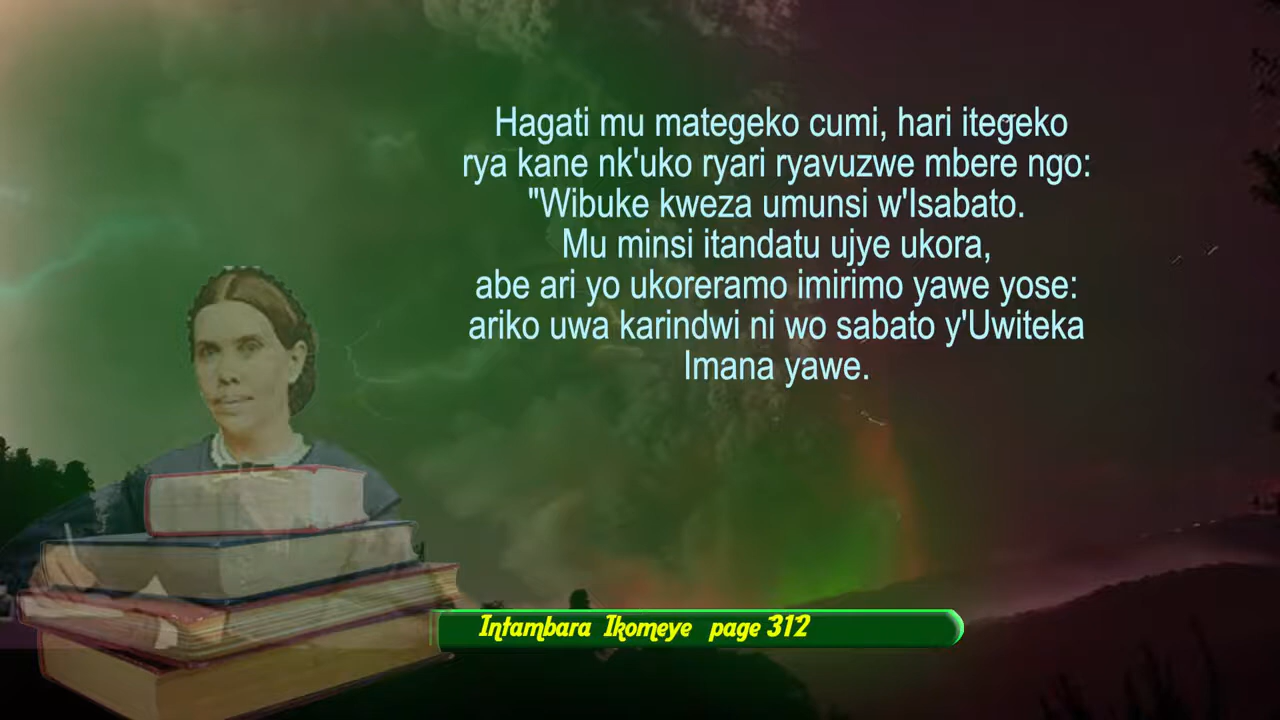 Hagati mu mategeko cumi, hari itegeko
rya kane nk'uko ryari ryavuzwe mbere ngo:
"Wibuke kweza umunsi w'Isabato.
Mu minsi itandatu ujye ukora,
abe ari yo ukoreramo imirimo yawe yose:
ariko uwa karindwi ni wo sabato y'Uwiteka
Imana yawe.
Intambara Ikomeye page 312